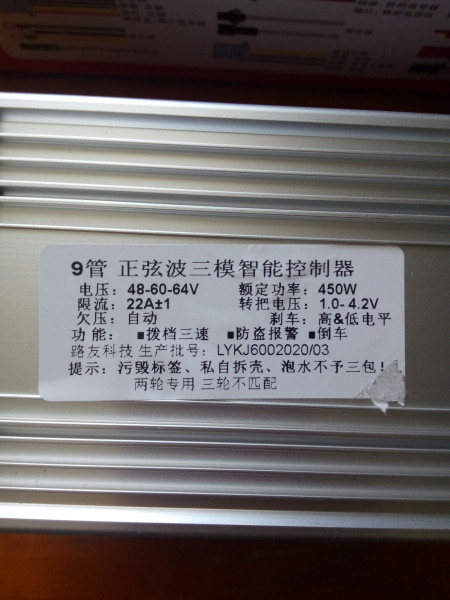 9管 正弦波三模智能控制器
电压: 48-60-64V 额定功率: 450W
限流: 22A±1 转把电压: 1.0-4.2V
欠压: 自动 刹车: 高&低电平
功能: ■拨档三速 ■防盗报警 ■倒车
路友科技 生产批号: LYKJ6002020/03
提示: 污毁标签、私自拆壳、泡水不予三包!
两轮专用 三轮不匹配